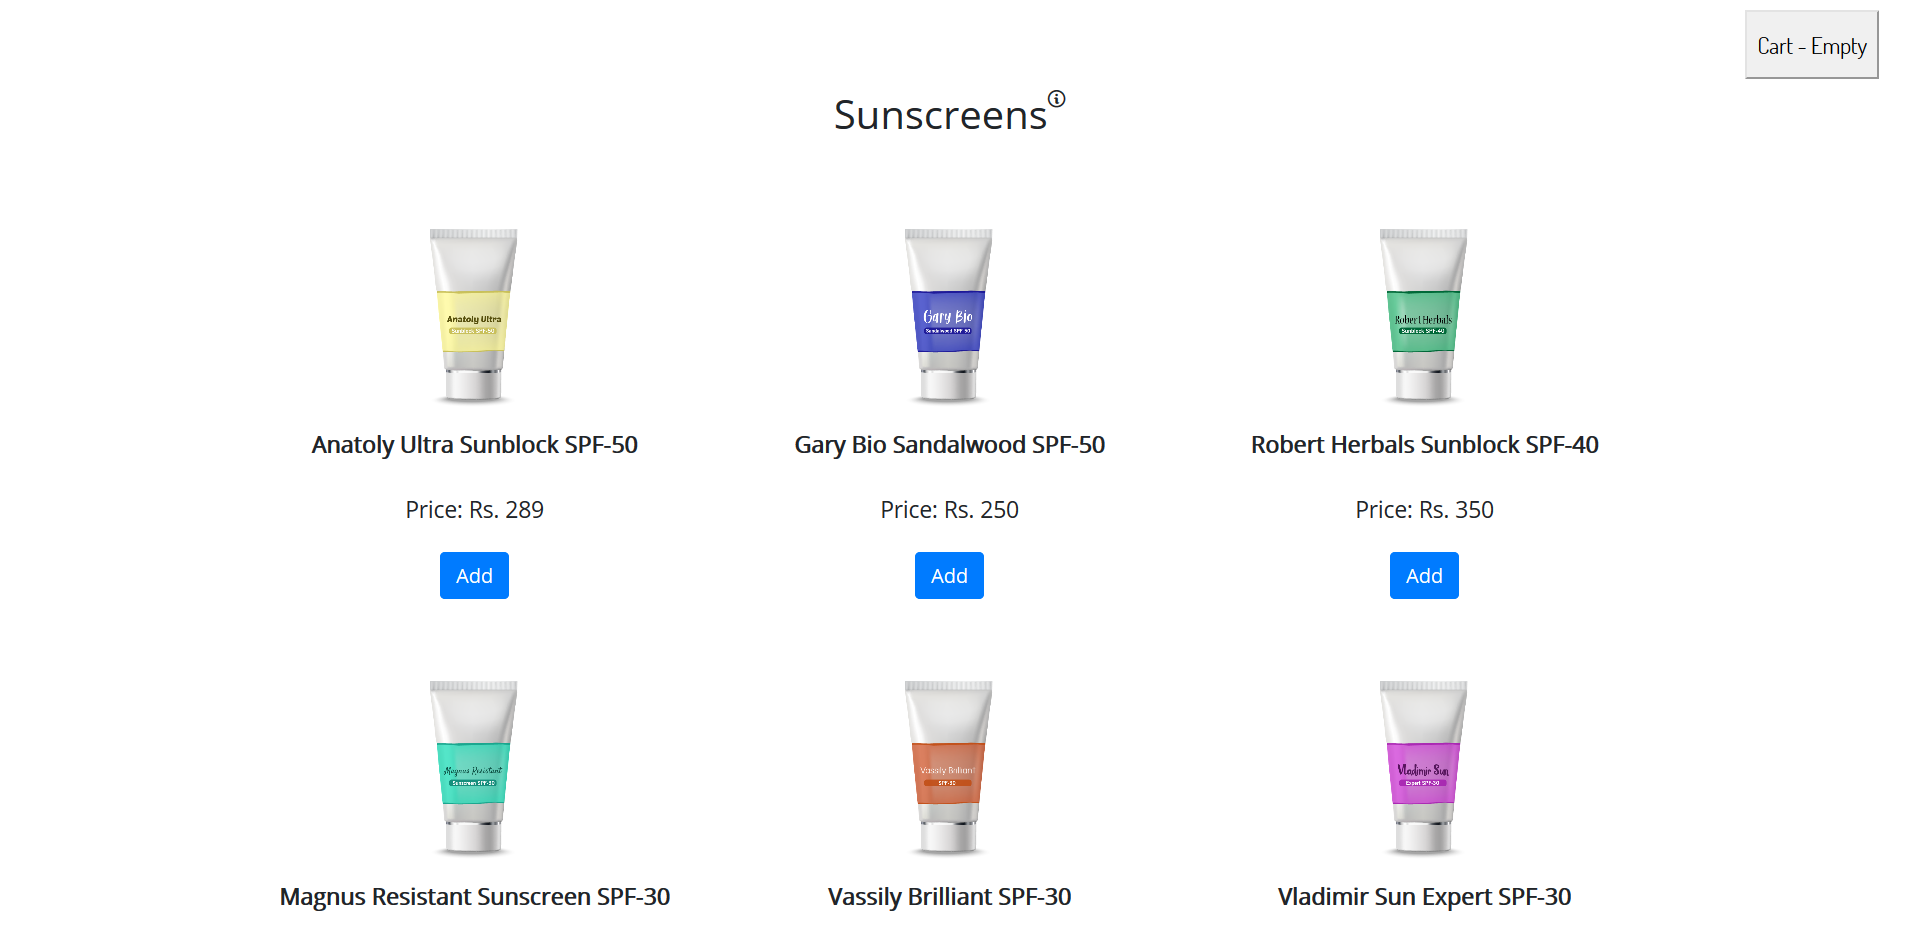 Cart - Empty
Sunscreens
Anatoly Ultra
Sunblock SPF-50
Gary Bio
Sandalwood SPF-50
Robert Herbals
Sunblock SPF-40
Anatoly Ultra Sunblock SPF-50
Gary Bio Sandalwood SPF-50
Robert Herbals Sunblock SPF-40
Price: Rs. 289
Price: Rs. 250
Price: Rs. 350
Add
Add
Add
Magnus Resistant
Sunscreen SPF-30
Vassily Briliant
SPF-30
Vladimir Sun
Expert SPF-30
Magnus Resistant Sunscreen SPF-30
Vassily Brilliant SPF-30
Vladimir Sun Expert SPF-30